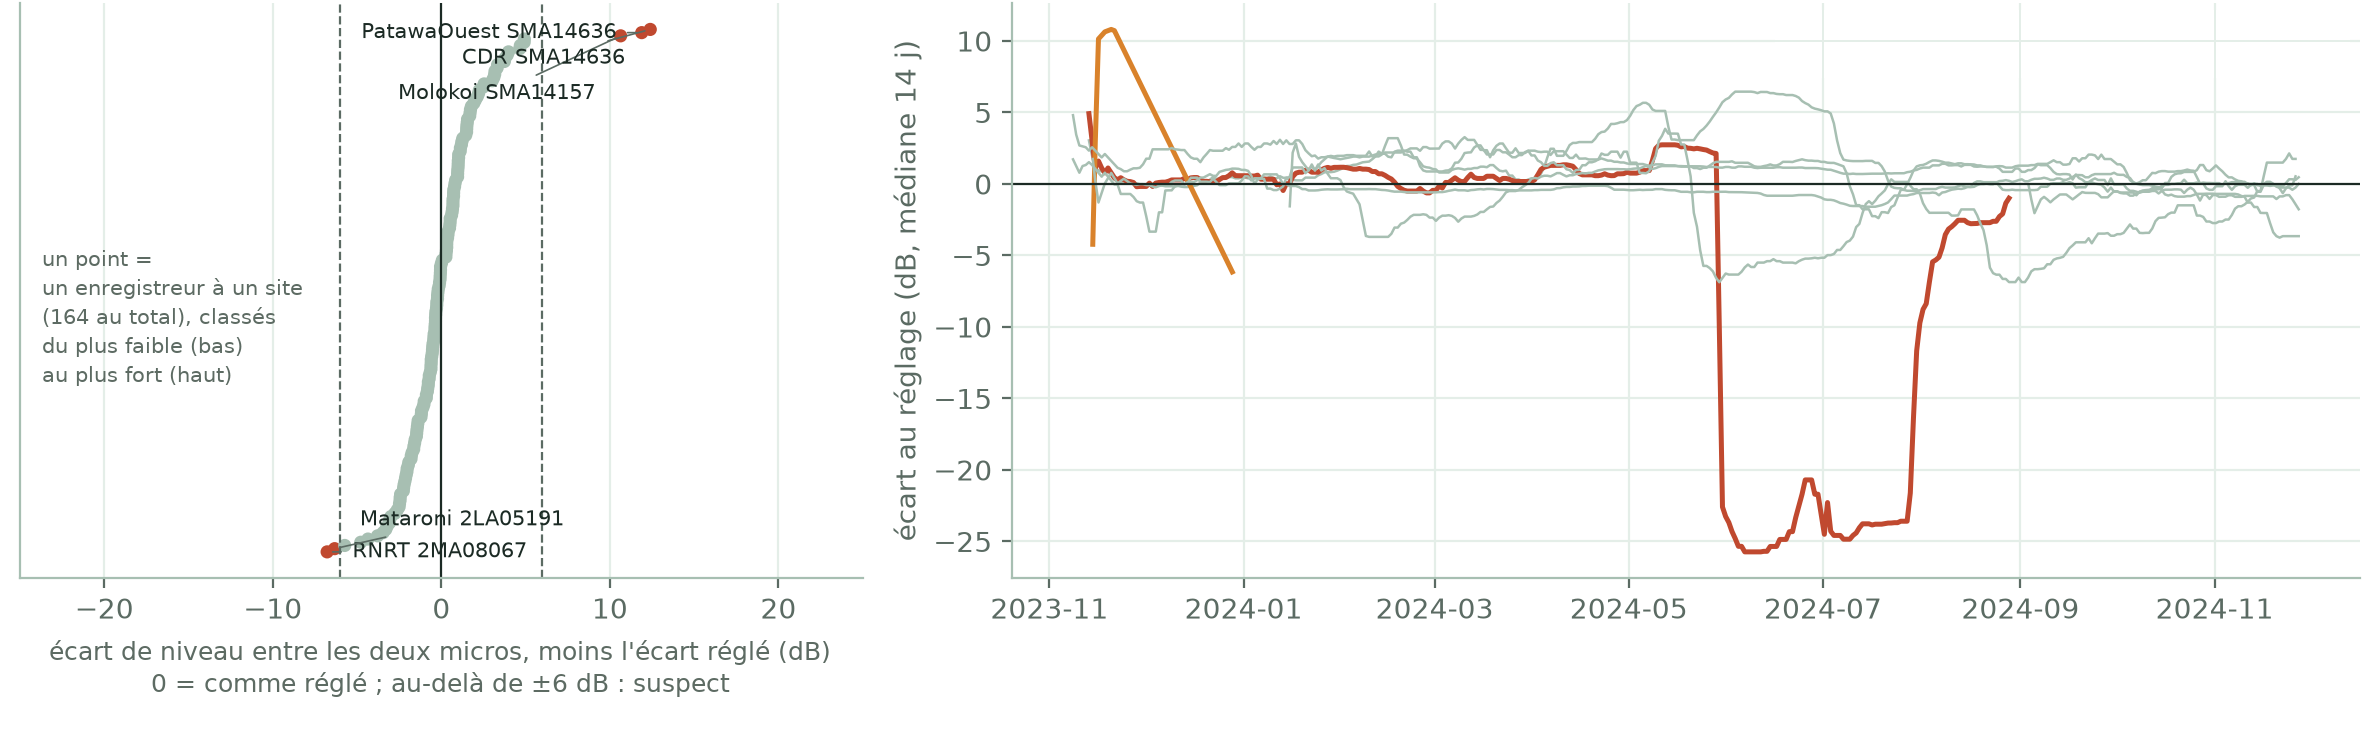 PatawaOuest SMA14636
CDR SMA14636
Molokoi SMA14157
un point =
un enregistreur à un site
(164 au total), classés
du plus faible (bas)
au plus fort (haut)
Mataroni 2LA05191
RNRT 2MA08067
−20
−10
0
10
20
écart de niveau entre les deux micros, moins l'écart réglé (dB)
0 = comme réglé ; au-delà de ±6 dB : suspect
écart au réglage (dB, médiane 14 j)
10
5
0
−5
−10
−15
−20
−25
2023-11
2024-01
2024-03
2024-05
2024-07
2024-09
2024-11